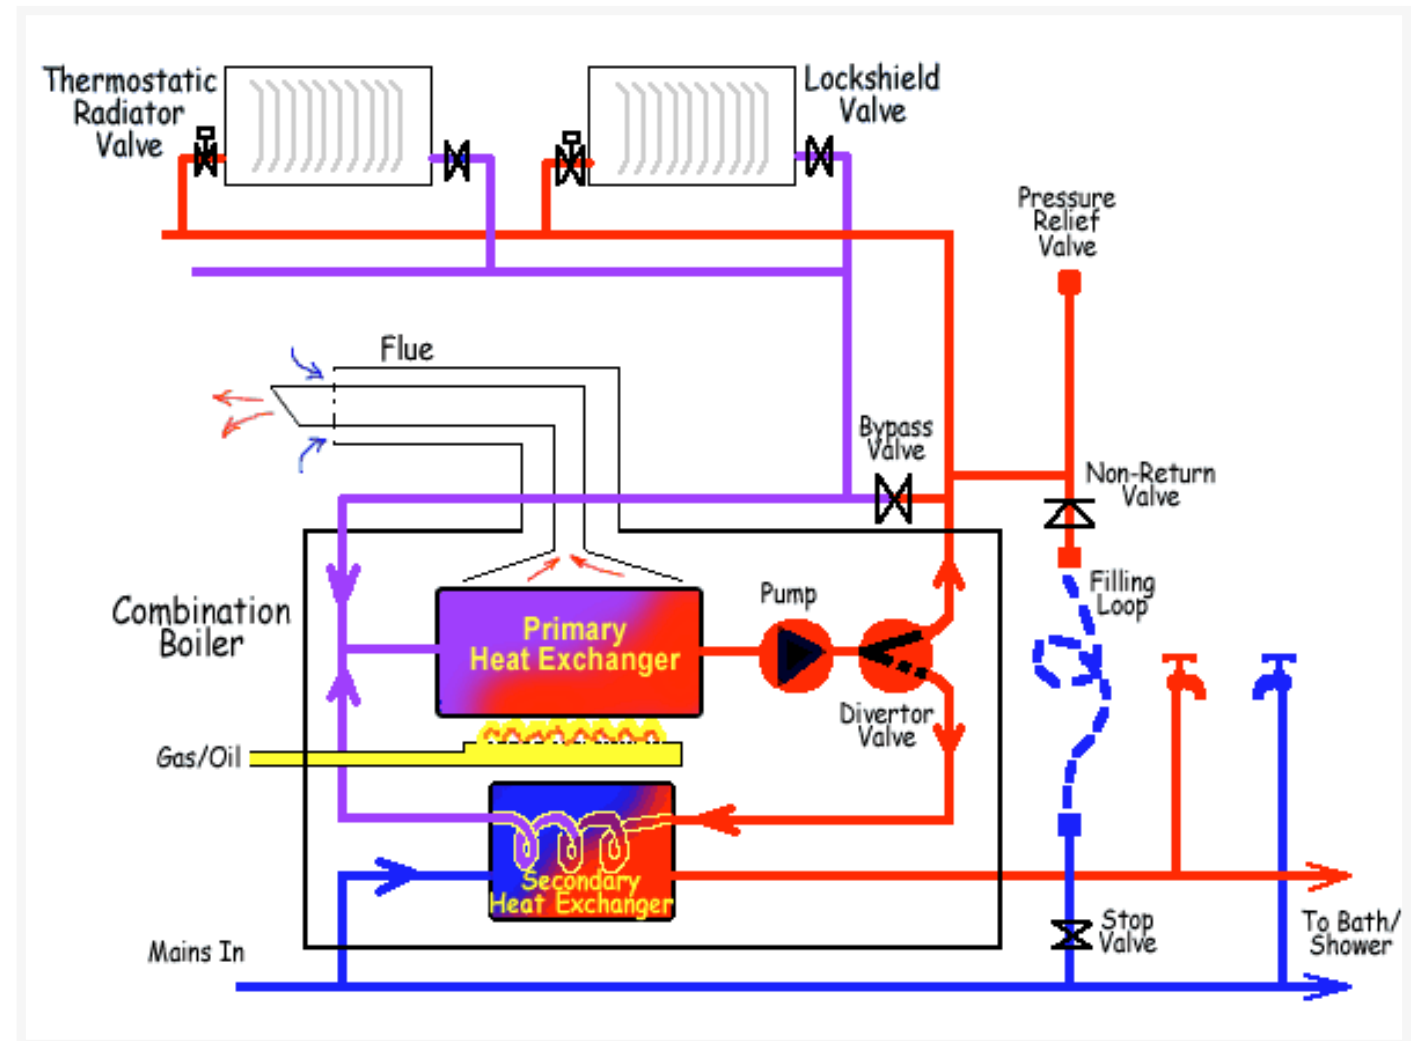 Thermostatic
Radiator
Valve
Lockshield
Valve
Pressure
Relief
Valve
Flue
Bypass
Valve
Non-Return
Valve
Combination
Boiler
Primary
Heat Exchanger
Pump
Filling
Loop
Divertor
Valve
Gas/Oil
Secondary
Heat Exchanger
Mains In
Stop
Valve
To Bath/
Shower